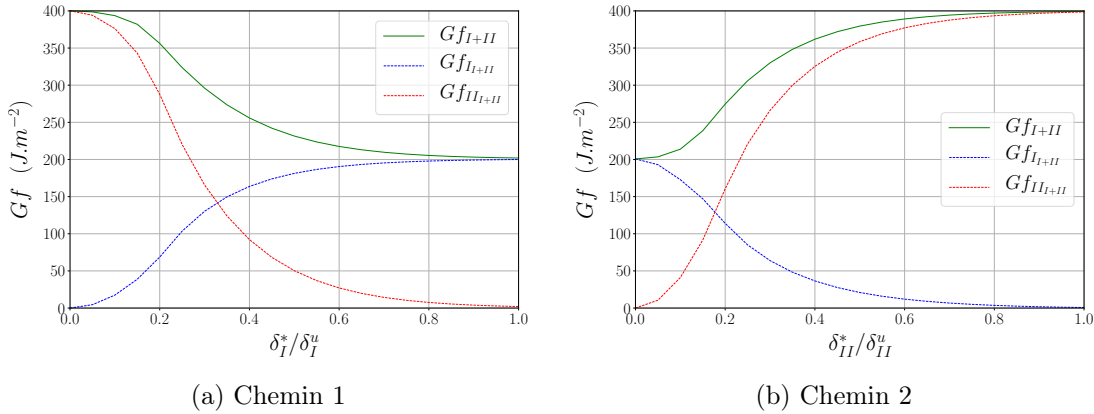 400
350
300
250
200
150
100
50
0
Gf (J.m⁻²)
0.0 0.2 0.4 0.6 0.8 1.0
δ*_I/δ^u_I
Gf_{I+II}
Gf_{I_{I+II}}
Gf_{II_{I+II}}
(a) Chemin 1
400
350
300
250
200
150
100
50
0
Gf (J.m⁻²)
0.0 0.2 0.4 0.6 0.8 1.0
δ*_{II}/δ^u_{II}
Gf_{I+II}
Gf_{I_{I+II}}
Gf_{II_{I+II}}
(b) Chemin 2